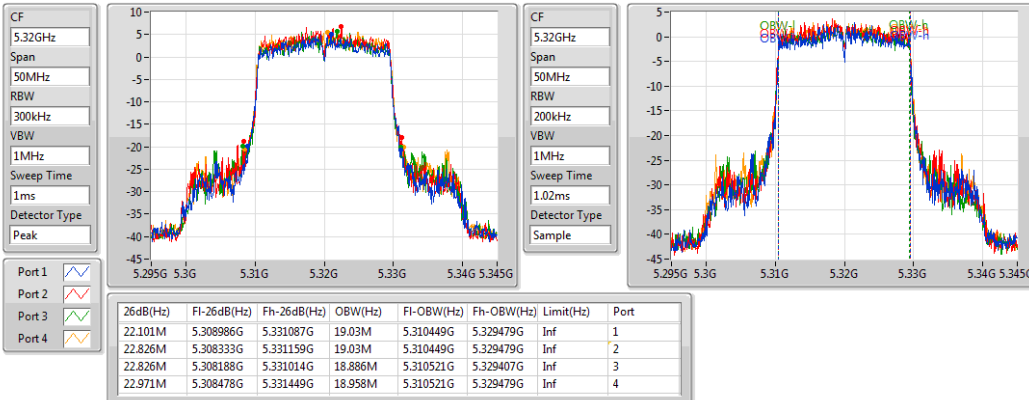 CF
5.32GHz
Span
50MHz
RBW
300kHz
VBW
1MHz
Sweep Time
1ms
Detector Type
Peak
10
5
0
-5
-10
-15
-20
-25
-30
-35
-40
-45
5.295G 5.3G 5.31G 5.32G 5.33G 5.34G 5.345G
CF
5.32GHz
Span
50MHz
RBW
200kHz
VBW
1MHz
Sweep Time
1.02ms
Detector Type
Sample
5
0
-5
-10
-15
-20
-25
-30
-35
-40
-45
OBW-l OBW-h
5.295G 5.3G 5.31G 5.32G 5.33G 5.34G 5.345G
Port 1
Port 2
Port 3
Port 4
26dB(Hz) Fl-26dB(Hz) Fh-26dB(Hz) OBW(Hz) Fl-OBW(Hz) Fh-OBW(Hz) Limit(Hz) Port
22.101M 5.308986G 5.331087G 19.03M 5.310449G 5.329479G Inf 1
22.826M 5.308333G 5.331159G 19.03M 5.310449G 5.329479G Inf 2
22.826M 5.308188G 5.331014G 18.886M 5.310521G 5.329407G Inf 3
22.971M 5.308478G 5.331449G 18.958M 5.310521G 5.329479G Inf 4